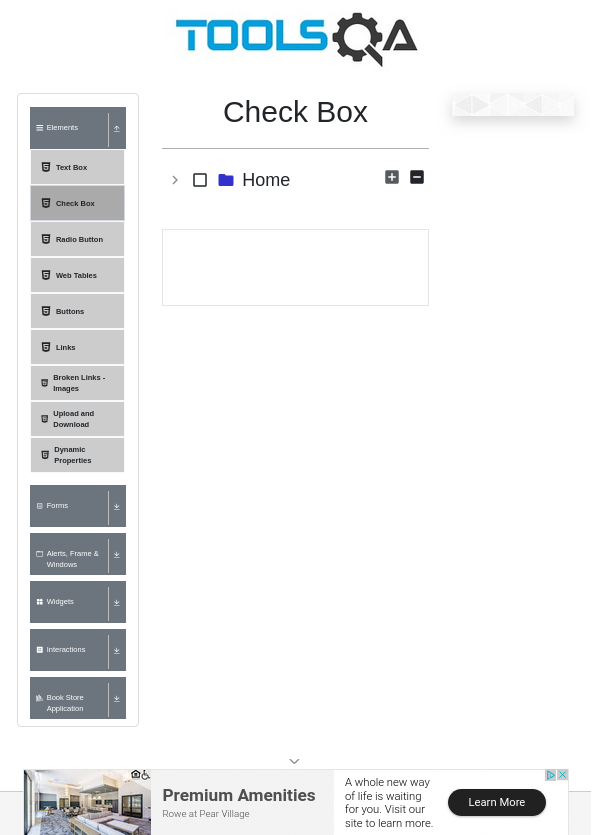 TOOLSQA
Check Box
Elements
Text Box
Check Box
Radio Button
Web Tables
Buttons
Links
Broken Links -
Images
Upload and
Download
Dynamic
Properties
Forms
Alerts, Frame &
Windows
Widgets
Interactions
Book Store
Application
Home
Premium Amenities
Rowe at Pear Village
A whole new way
of life is waiting
for you. Visit our
site to learn more.
Learn More